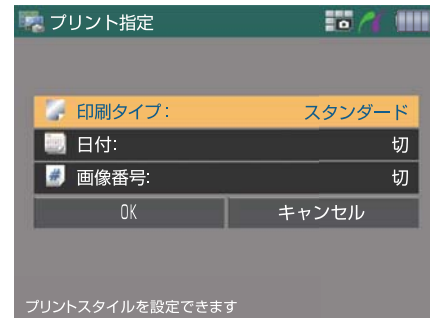 プリント指定
印刷タイプ: スタンダード
日付: 切
# 画像番号: 切
OK キャンセル
プリントスタイルを設定できます